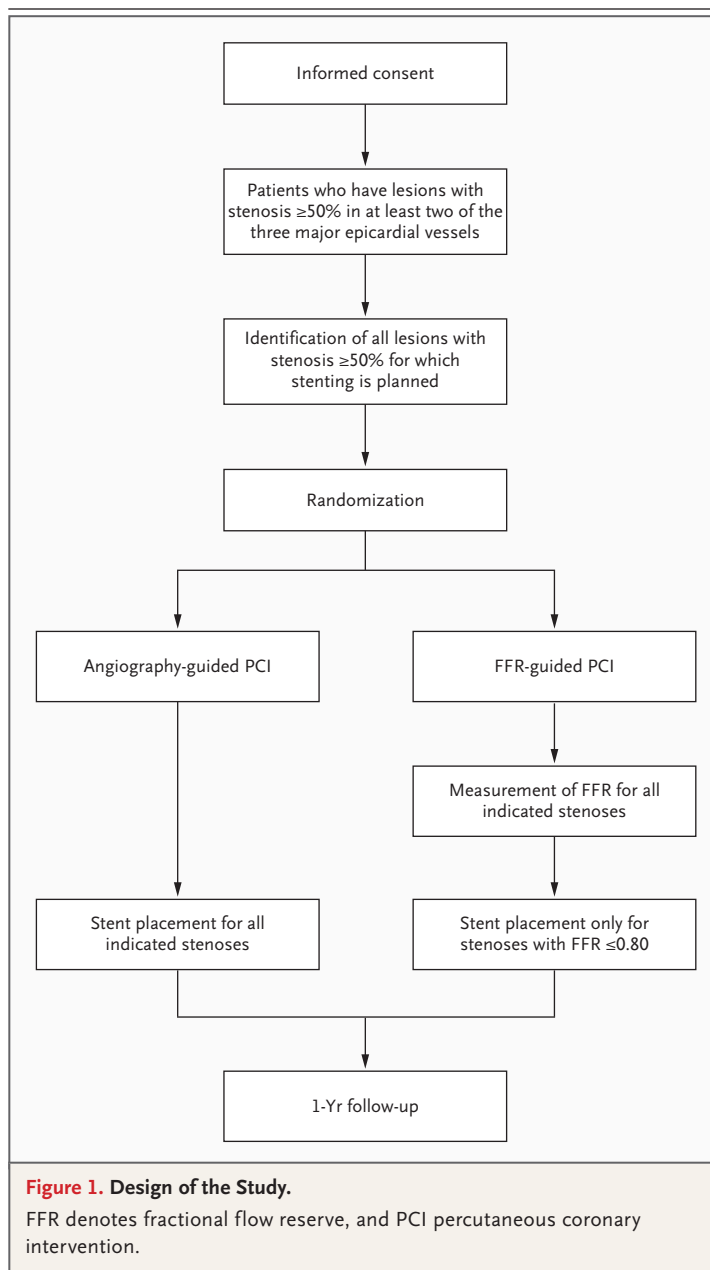 Informed consent
Patients who have lesions with
stenosis ≥50% in at least two of the
three major epicardial vessels
Identification of all lesions with
stenosis ≥50% for which
stenting is planned
Randomization
Angiography-guided PCI
FFR-guided PCI
Measurement of FFR for all
indicated stenoses
Stent placement for all
indicated stenoses
Stent placement only for
stenoses with FFR ≤0.80
1-Yr follow-up
Figure 1. Design of the Study.
FFR denotes fractional flow reserve, and PCI percutaneous coronary
intervention.